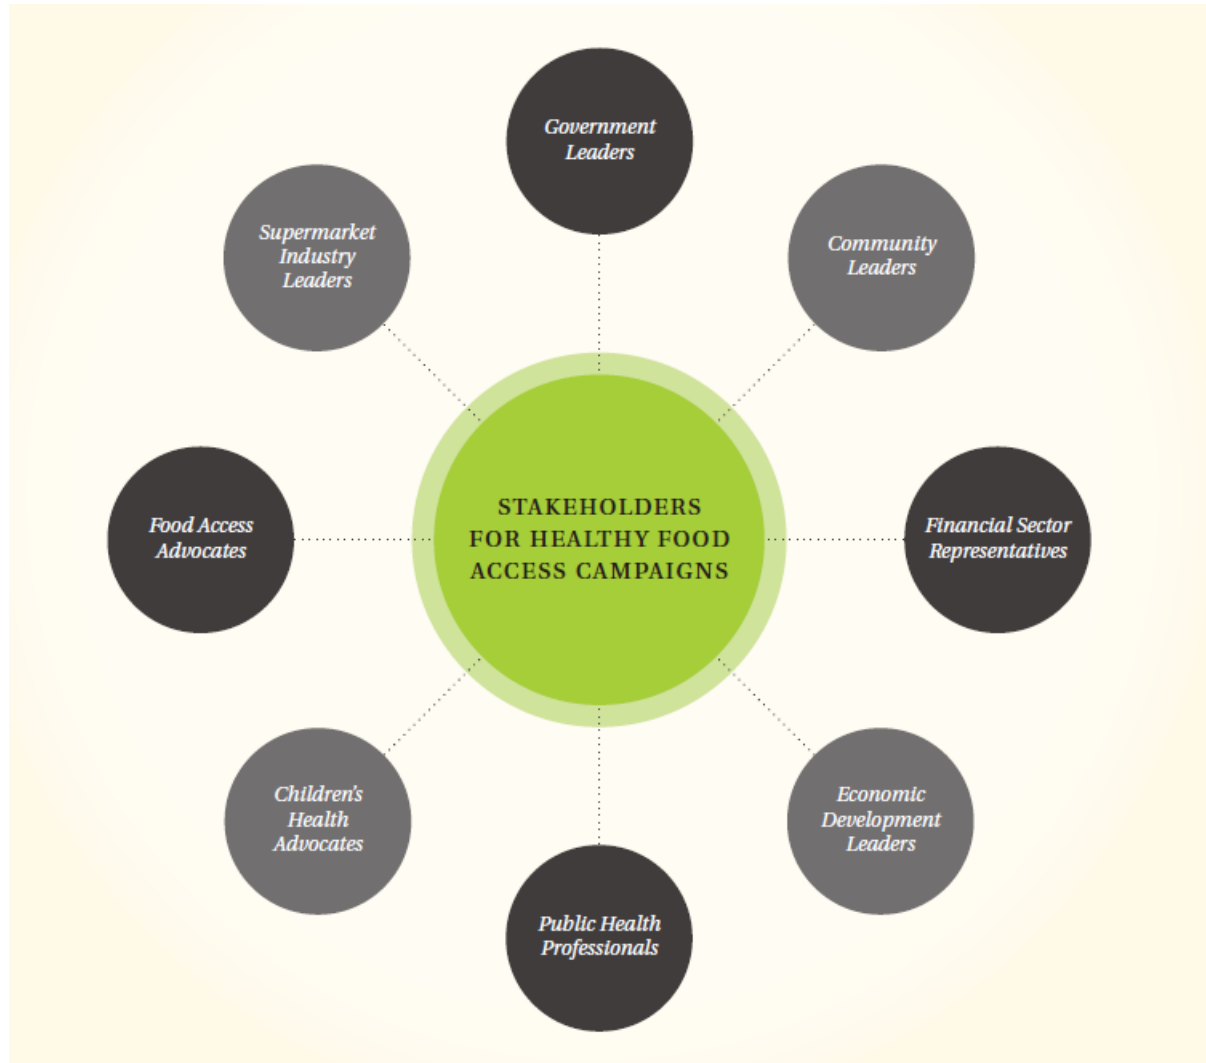 Government
Leaders
Community
Leaders
Financial Sector
Representatives
Economic
Development
Leaders
Public Health
Professionals
Children’s
Health
Advocates
Food Access
Advocates
Supermarket
Industry
Leaders
STAKEHOLDERS
FOR HEALTHY FOOD
ACCESS CAMPAIGNS